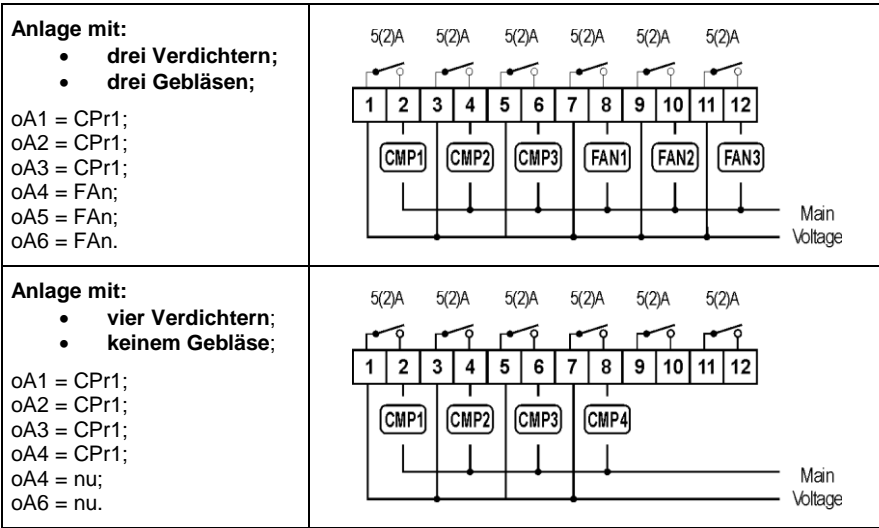 Anlage mit:
• drei Verdichtern;
• drei Gebläsen;
oA1 = CPr1;
oA2 = CPr1;
oA3 = CPr1;
oA4 = FAn;
oA5 = FAn;
oA6 = FAn.
5(2)A 5(2)A 5(2)A 5(2)A 5(2)A 5(2)A
1 2 3 4 5 6 7 8 9 10 11 12
CMP1 CMP2 CMP3 FAN1 FAN2 FAN3
Main
Voltage
Anlage mit:
• vier Verdichtern;
• keinem Gebläse;
oA1 = CPr1;
oA2 = CPr1;
oA3 = CPr1;
oA4 = CPr1;
oA4 = nu;
oA6 = nu.
5(2)A 5(2)A 5(2)A 5(2)A 5(2)A 5(2)A
1 2 3 4 5 6 7 8 9 10 11 12
CMP1 CMP2 CMP3 CMP4
Main
Voltage